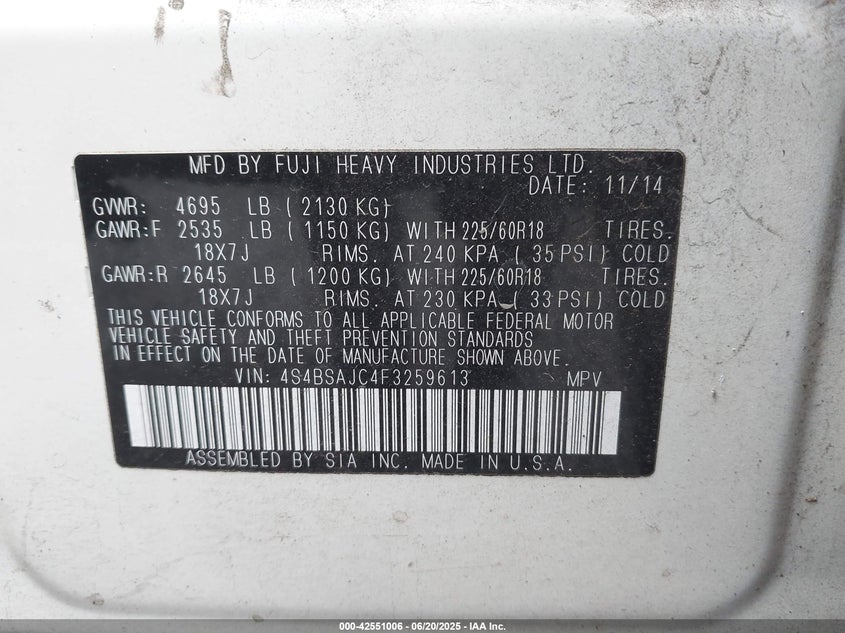 MFD BY FUJI HEAVY INDUSTRIES LTD.
DATE: 11/14
GVWR: 4695 LB ( 2130 KG)
GAWR:F 2535 LB ( 1150 KG) WITH 225/60R18 TIRES.
18X7J RIMS. AT 240 KPA ( 35 PSI) COLD
GAWR:R 2645 LB ( 1200 KG) WITH 225/60R18 TIRES.
18X7J RIMS. AT 230 KPA ( 33 PSI) COLD
THIS VEHICLE CONFORMS TO ALL APPLICABLE FEDERAL MOTOR
VEHICLE SAFETY AND THEFT PREVENTION STANDARDS
IN EFFECT ON THE DATE OF MANUFACTURE SHOWN ABOVE.
VIN: 4S4BSAJC4F3259613 MPV
ASSEMBLED BY SIA INC. MADE IN U.S.A.
000-42551006 - 06/20/2025 - IAA Inc.